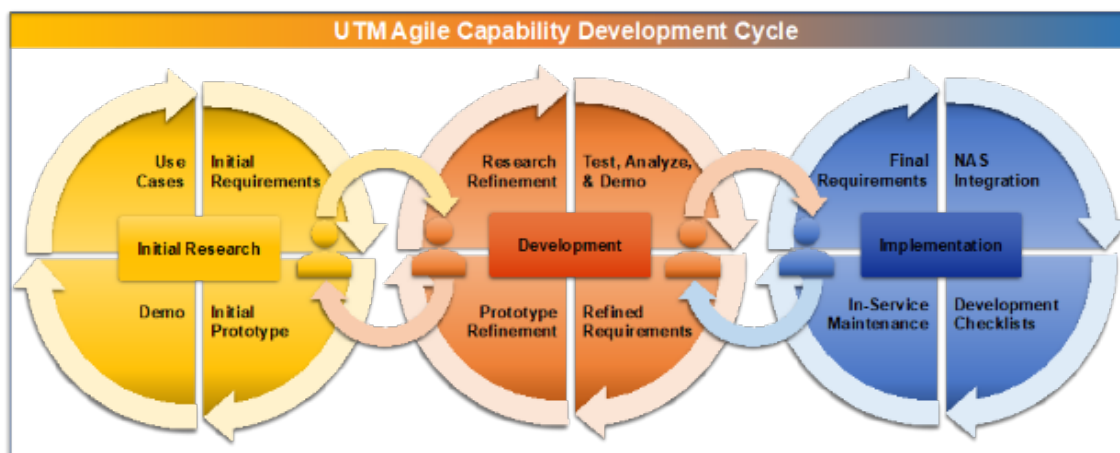 UTM Agile Capability Development Cycle
Use
Cases
Initial
Requirements
Initial Research
Demo
Initial
Prototype
Research
Refinement
Test, Analyze,
& Demo
Development
Prototype
Refinement
Refined
Requirements
Final
Requirements
NAS
Integration
Implementation
In-Service
Maintenance
Development
Checklists